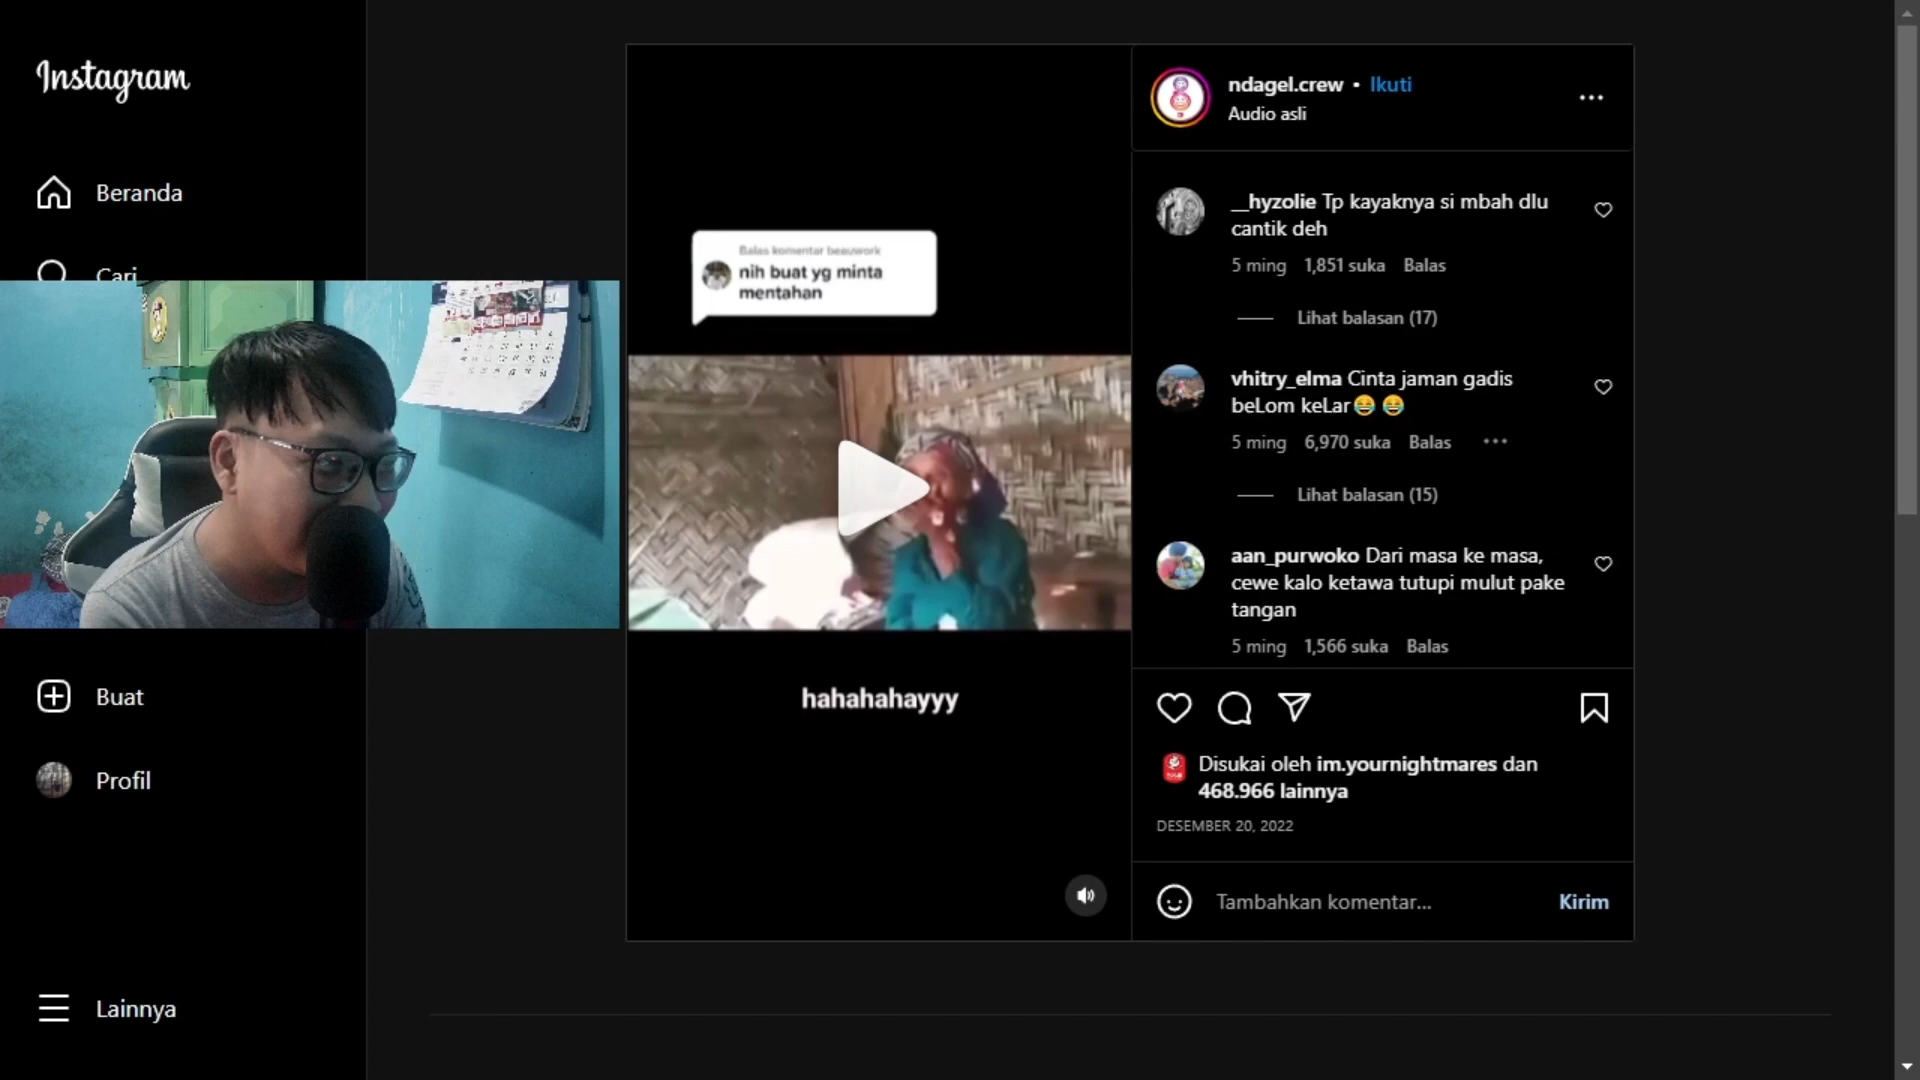 Instagram
Beranda
Cari
Buat
Profil
Lainnya
Balas komentar beauwork
nih buat yg minta
mentahan
hahahahayyy
ndagel.crew • Ikuti
Audio asli
__hyzolie Tp kayaknya si mbah dlu
cantik deh
5 ming 1,851 suka Balas
Lihat balasan (17)
vhitry_elma Cinta jaman gadis
beLom keLar😂 😂
5 ming 6,970 suka Balas
Lihat balasan (15)
aan_purwoko Dari masa ke masa,
cewe kalo ketawa tutupi mulut pake
tangan
5 ming 1,566 suka Balas
Disukai oleh im.yournightmares dan
468.966 lainnya
DESEMBER 20, 2022
Tambahkan komentar... Kirim